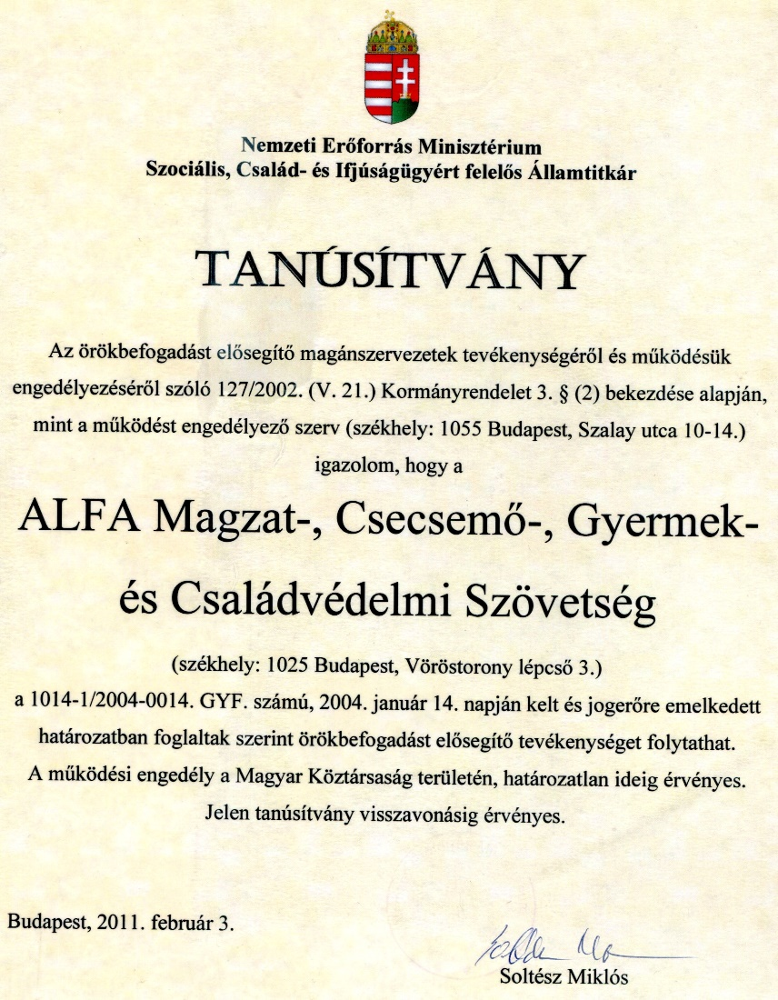 Nemzeti Erőforrás Minisztérium
Szociális, Család- és Ifjúságügyért felelős Államtitkár
TANÚSÍTVÁNY
Az örökbefogadást elősegítő magánszervezetek tevékenységéről és működésük
engedélyezéséről szóló 127/2002. (V. 21.) Kormányrendelet 3. § (2) bekezdése alapján,
mint a működést engedélyező szerv (székhely: 1055 Budapest, Szalay utca 10-14.)
igazolom, hogy a
ALFA Magzat-, Csecsemő-, Gyermek-
és Családvédelmi Szövetség
(székhely: 1025 Budapest, Vöröstorony lépcső 3.)
a 1014-1/2004-0014. GYF. számú, 2004. január 14. napján kelt és jogerőre emelkedett
határozatban foglaltak szerint örökbefogadást elősegítő tevékenységet folytathat.
A működési engedély a Magyar Köztársaság területén, határozatlan ideig érvényes.
Jelen tanúsítvány visszavonásig érvényes.
Budapest, 2011. február 3.
Soltész Miklós